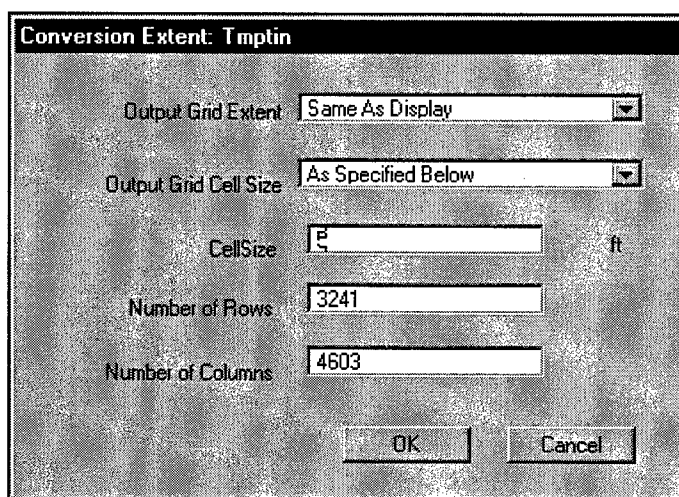 Conversion Extent: Tmptin
Output Grid Extent Same As Display
Output Grid Cell Size As Specified Below
CellSize ft
Number of Rows 3241
Number of Columns 4603
OK Cancel